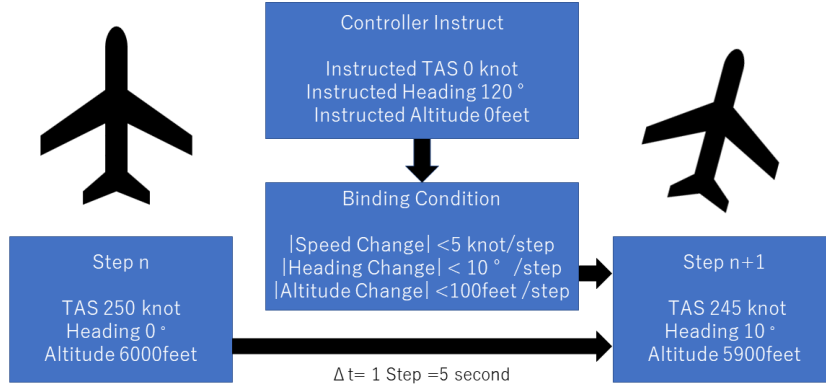 Controller Instruct
Instructed TAS 0 knot
Instructed Heading 120°
Instructed Altitude 0feet
Binding Condition
|Speed Change| <5 knot/step
|Heading Change| < 10° /step
|Altitude Change| <100feet /step
Step n
TAS 250 knot
Heading 0°
Altitude 6000feet
Step n+1
TAS 245 knot
Heading 10°
Altitude 5900feet
Δt= 1 Step =5 second